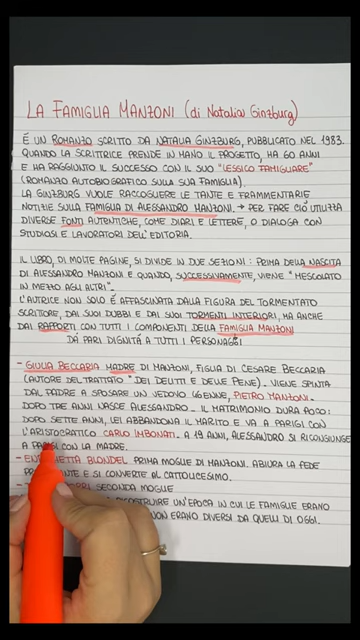 LA FAMIGLIA MANZONI (di Natalia Ginzburg)
È UN ROMANZO SCRITTO DA NATALIA GINZBURG, PUBBLICATO NEL 1983.
QUANDO LA SCRITTRICE PRENDE IN MANO IL PROGETTO, HA 60 ANNI
E HA RAGGIUNTO IL SUCCESSO CON IL SUO "LESSICO FAMIGLIARE"
(ROMANZO AUTOBIOGRAFICO SULLA SUA FAMIGLIA).
LA GINZBURG VUOLE RACCOGLIERE LE TANTE E FRAMMENTARIE
NOTIZIE SULLA FAMIGLIA DI ALESSANDRO MANZONI. → PER FARE CIÒ UTILIZZA
DIVERSE FONTI AUTENTICHE, COME DIARI E LETTERE, O DIALOGA CON
STUDIOSI E LAVORATORI DELL'EDITORIA.
IL LIBRO, DI MOLTE PAGINE, SI DIVIDE IN DUE SEZIONI: PRIMA DELLA NASCITA
DI ALESSANDRO MANZONI E QUANDO, SUCCESSIVAMENTE, VIENE "MESCOLATO
IN MEZZO AGLI ALTRI".
L'AUTRICE NON SOLO È AFFASCINATA DALLA FIGURA DEL TORMENTATO
SCRITTORE, DAI SUOI DUBBI E DAI SUOI TORMENTI INTERIORI, MA ANCHE
DAI RAPPORTI CON TUTTI I COMPONENTI DELLA FAMIGLIA MANZONI
DÀ PARI DIGNITÀ A TUTTI I PERSONAGGI
- GIULIA BECCARIA MADRE DI MANZONI, FIGLIA DI CESARE BECCARIA
(AUTORE DEL TRATTATO "DEI DELITTI E DELLE PENE). VIENE SPINTA
DAL PADRE A SPOSARE UN VEDOVO 46ENNE, PIETRO MANZONI.
DOPO TRE ANNI NASCE ALESSANDRO. IL MATRIMONIO DURA POCO:
DOPO SETTE ANNI, LEI ABBANDONA IL MARITO E VA A PARIGI CON
L'ARISTOCRATICO CARLO IMBONATI. A 19 ANNI, ALESSANDRO SI RICONGIUNGE
A PARIGI CON LA MADRE.
- ENRICHETTA BLONDEL PRIMA MOGLIE DI MANZONI. ABIURA LA FEDE
E SI CONVERTE AL CATTOLICESIMO.
SECONDA MOGLIE
RICOSTRUIRE UN'EPOCA IN CUI LE FAMIGLIE ERANO
NON ERANO DIVERSI DA QUELLI DI OGGI.